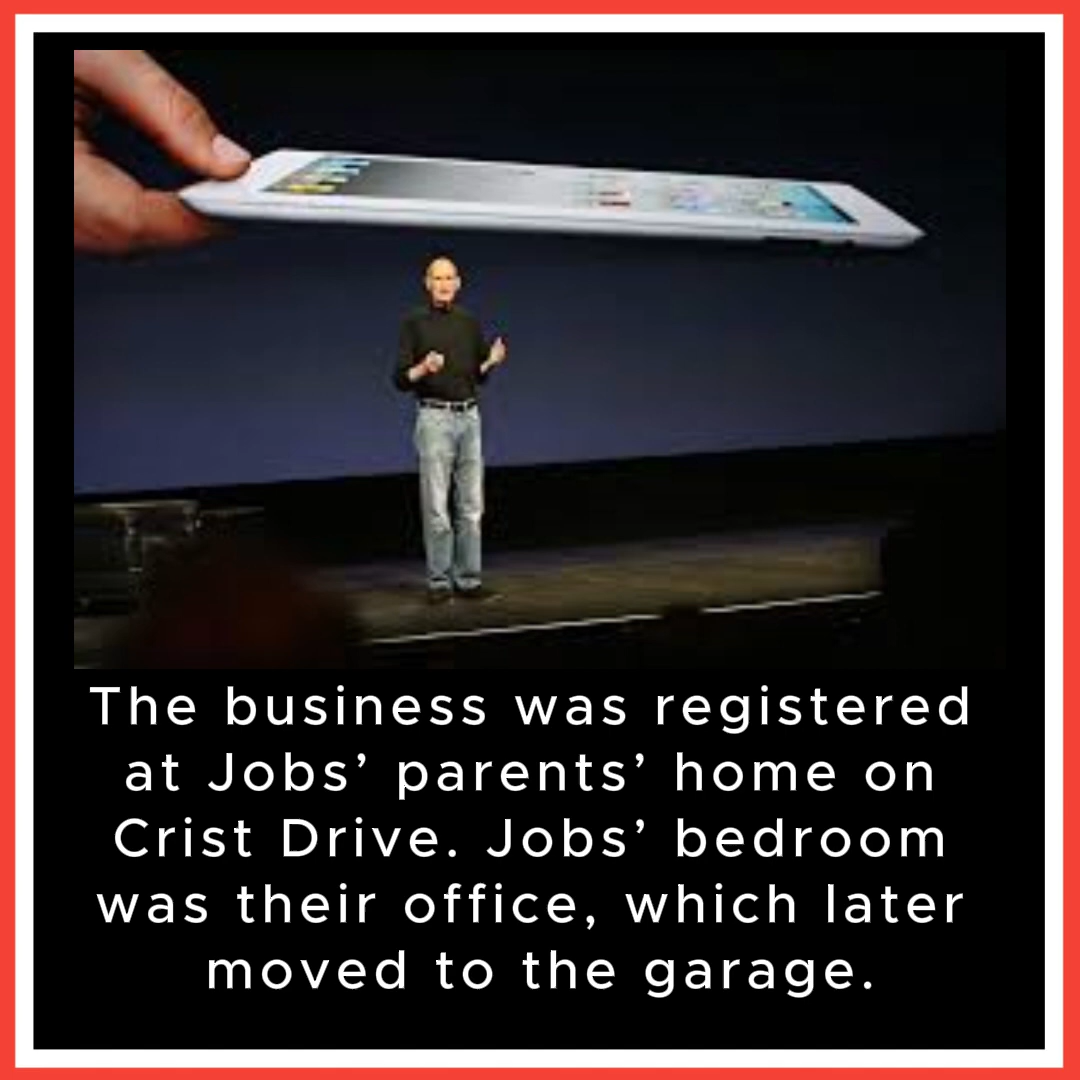 The business was registered
at Jobs’ parents’ home on
Crist Drive. Jobs’ bedroom
was their office, which later
moved to the garage.